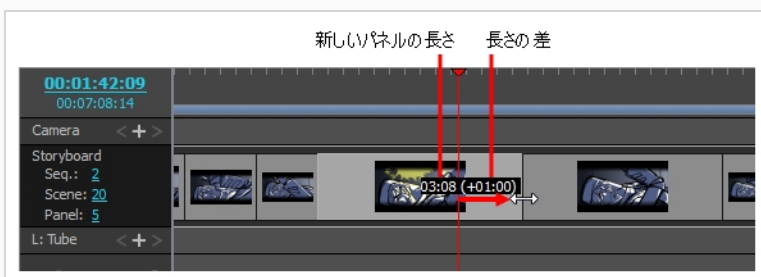 新しいパネルの長さ 長さの差
00:01:42:09
00:07:08:14
Camera < + >
Storyboard
Seq.: 2
Scene: 20
Panel: 5
03:08 (+01:00)
L: Tube < + >